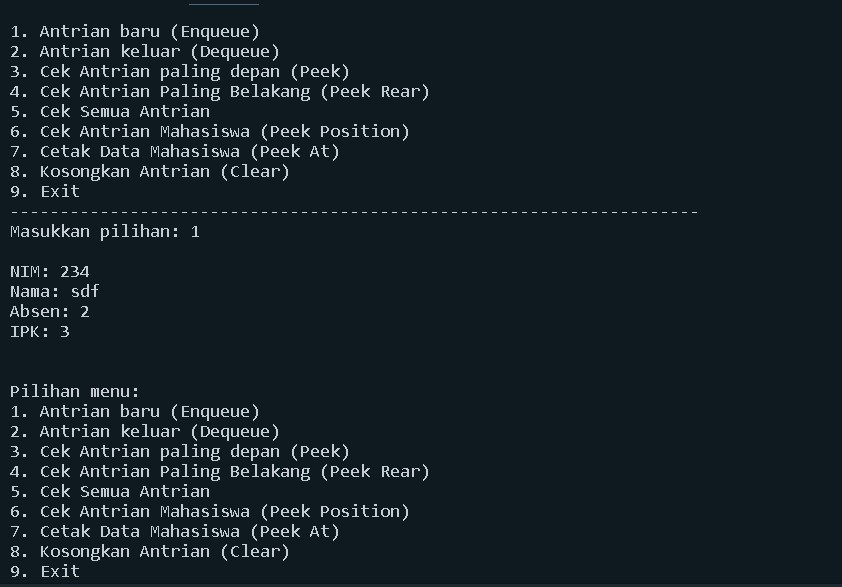 1. Antrian baru (Enqueue)
2. Antrian keluar (Dequeue)
3. Cek Antrian paling depan (Peek)
4. Cek Antrian Paling Belakang (Peek Rear)
5. Cek Semua Antrian
6. Cek Antrian Mahasiswa (Peek Position)
7. Cetak Data Mahasiswa (Peek At)
8. Kosongkan Antrian (Clear)
9. Exit
---------------------------------------------------------------------
Masukkan pilihan: 1
NIM: 234
Nama: sdf
Absen: 2
IPK: 3
Pilihan menu:
1. Antrian baru (Enqueue)
2. Antrian keluar (Dequeue)
3. Cek Antrian paling depan (Peek)
4. Cek Antrian Paling Belakang (Peek Rear)
5. Cek Semua Antrian
6. Cek Antrian Mahasiswa (Peek Position)
7. Cetak Data Mahasiswa (Peek At)
8. Kosongkan Antrian (Clear)
9. Exit